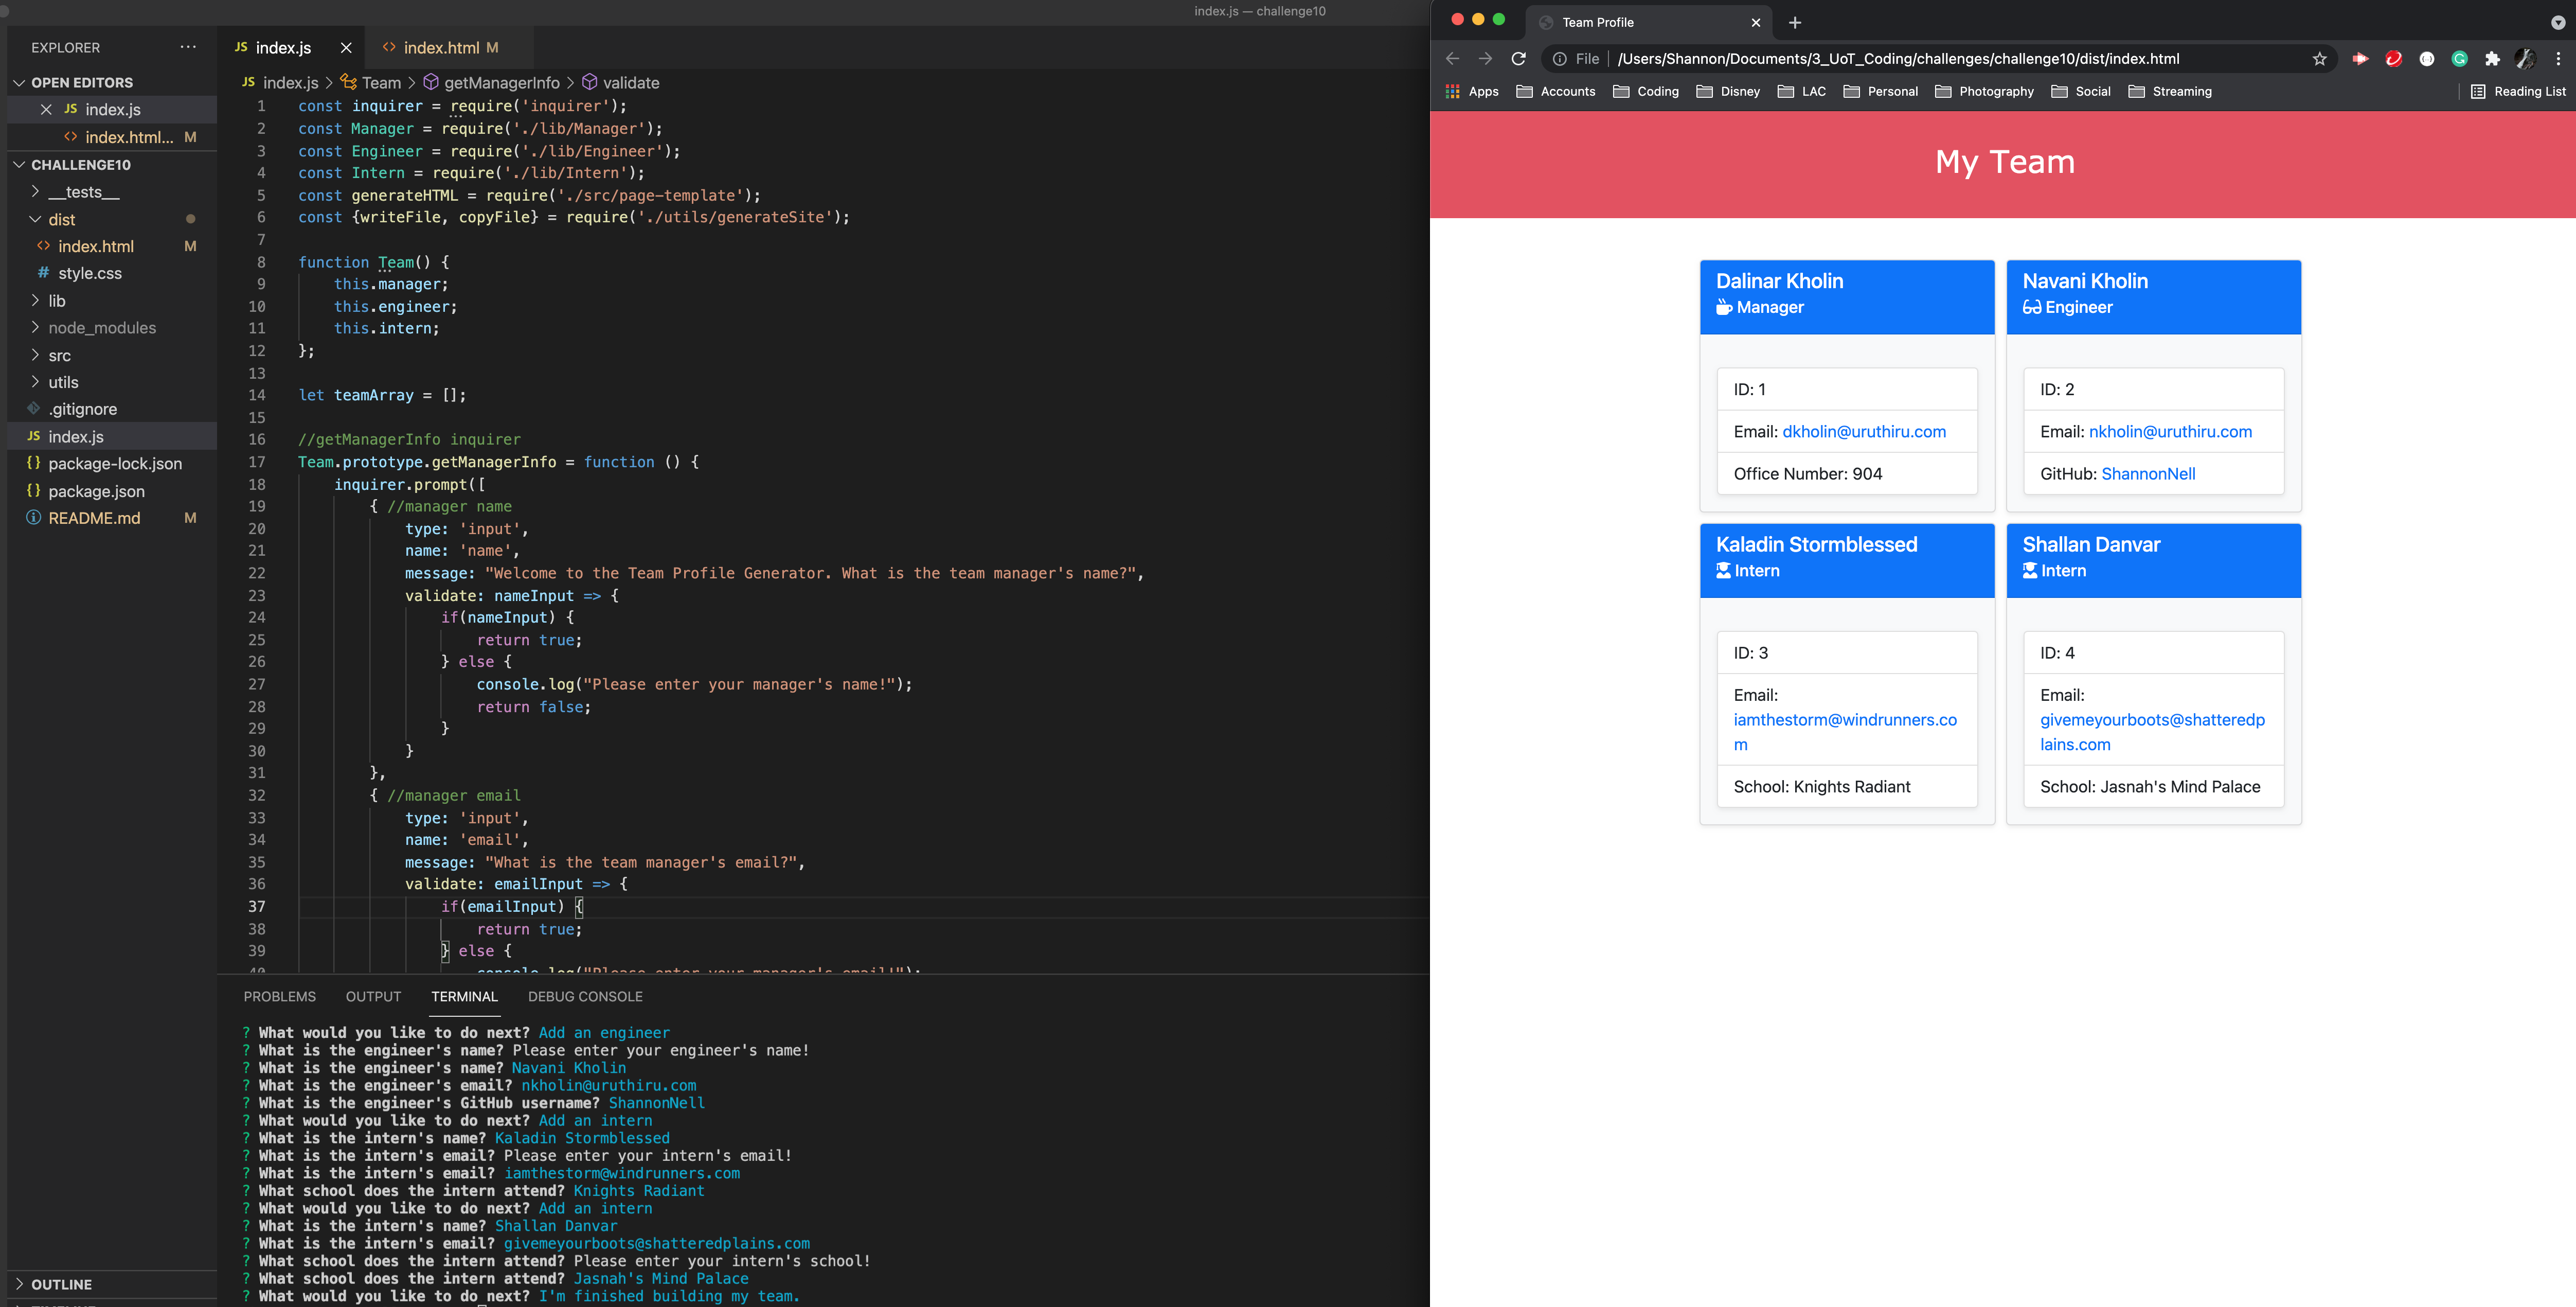 index.js — challenge10
EXPLORER
OPEN EDITORS
JS index.js
<> index.html... M
CHALLENGE10
__tests__
dist
<> index.html M
# style.css
lib
node_modules
src
utils
.gitignore
JS index.js
{} package-lock.json
{} package.json
README.md M
OUTLINE
JS index.js
<> index.html M
JS index.js > Team > getManagerInfo > validate
1 const inquirer = require('inquirer');
2 const Manager = require('./lib/Manager');
3 const Engineer = require('./lib/Engineer');
4 const Intern = require('./lib/Intern');
5 const generateHTML = require('./src/page-template');
6 const {writeFile, copyFile} = require('./utils/generateSite');
7
8 function Team() {
9 this.manager;
10 this.engineer;
11 this.intern;
12 };
13
14 let teamArray = [];
15
16 //getManagerInfo inquirer
17 Team.prototype.getManagerInfo = function () {
18 inquirer.prompt([
19 { //manager name
20 type: 'input',
21 name: 'name',
22 message: "Welcome to the Team Profile Generator. What is the team manager's name?",
23 validate: nameInput => {
24 if(nameInput) {
25 return true;
26 } else {
27 console.log("Please enter your manager's name!");
28 return false;
29 }
30 }
31 },
32 { //manager email
33 type: 'input',
34 name: 'email',
35 message: "What is the team manager's email?",
36 validate: emailInput => {
37 if(emailInput) {
38 return true;
39 } else {
40 console.log("Please enter your manager's email!");
PROBLEMS OUTPUT TERMINAL DEBUG CONSOLE
? What would you like to do next? Add an engineer
? What is the engineer's name? Please enter your engineer's name!
? What is the engineer's name? Navani Kholin
? What is the engineer's email? nkholin@uruthiru.com
? What is the engineer's GitHub username? ShannonNell
? What would you like to do next? Add an intern
? What is the intern's name? Kaladin Stormblessed
? What is the intern's email? Please enter your intern's email!
? What is the intern's email? iamthestorm@windrunners.com
? What school does the intern attend? Knights Radiant
? What would you like to do next? Add an intern
? What is the intern's name? Shallan Danvar
? What is the intern's email? givemeyourboots@shatteredplains.com
? What school does the intern attend? Please enter your intern's school!
? What school does the intern attend? Jasnah's Mind Palace
? What would you like to do next? I'm finished building my team.
Team Profile
File | /Users/Shannon/Documents/3_UoT_Coding/challenges/challenge10/dist/index.html
Apps Accounts Coding Disney LAC Personal Photography Social Streaming Reading List
My Team
Dalinar Kholin
Manager
ID: 1
Email: dkholin@uruthiru.com
Office Number: 904
Navani Kholin
Engineer
ID: 2
Email: nkholin@uruthiru.com
GitHub: ShannonNell
Kaladin Stormblessed
Intern
ID: 3
Email:
iamthestorm@windrunners.co
m
School: Knights Radiant
Shallan Danvar
Intern
ID: 4
Email:
givemeyourboots@shatteredp
lains.com
School: Jasnah's Mind Palace